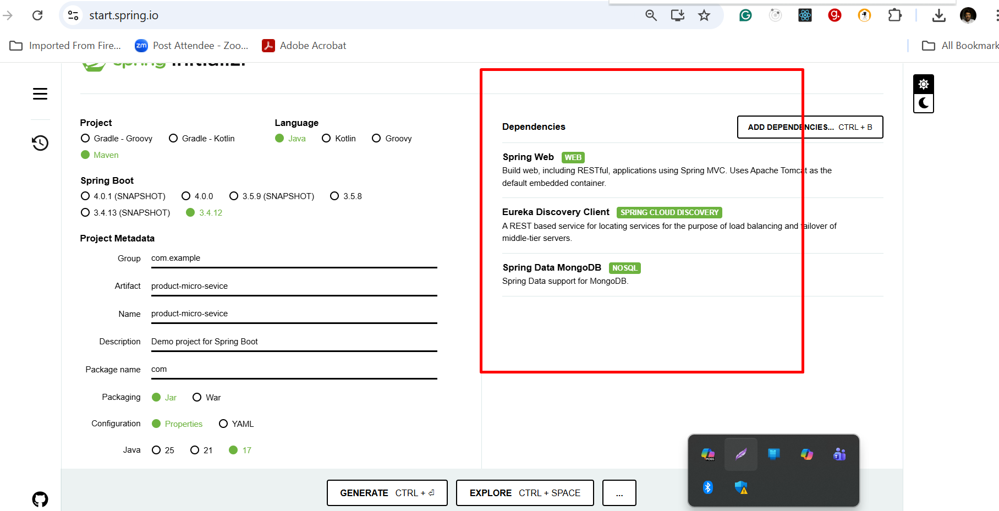 start.spring.io
Imported From Fire...
Post Attendee - Zoo...
Adobe Acrobat
All Bookmark
spring initializr
Project
Gradle - Groovy
Gradle - Kotlin
Maven
Language
Java
Kotlin
Groovy
Spring Boot
4.0.1 (SNAPSHOT)
4.0.0
3.5.9 (SNAPSHOT)
3.5.8
3.4.13 (SNAPSHOT)
3.4.12
Project Metadata
Group com.example
Artifact product-micro-sevice
Name product-micro-sevice
Description Demo project for Spring Boot
Package name com
Packaging Jar War
Configuration Properties YAML
Java 25 21 17
Dependencies
ADD DEPENDENCIES... CTRL + B
Spring Web WEB
Build web, including RESTful, applications using Spring MVC. Uses Apache Tomcat as the
default embedded container.
Eureka Discovery Client SPRING CLOUD DISCOVERY
A REST based service for locating services for the purpose of load balancing and failover of
middle-tier servers.
Spring Data MongoDB NOSQL
Spring Data support for MongoDB.
GENERATE CTRL + ⏎
EXPLORE CTRL + SPACE
...
zm
g.
M365
T